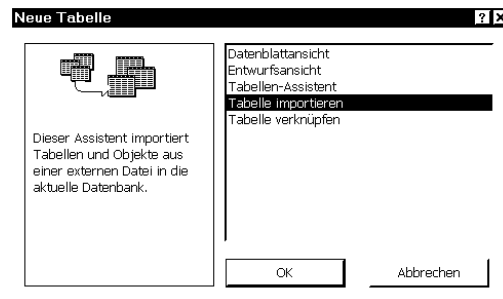 Neue Tabelle
Dieser Assistent importiert
Tabellen und Objekte aus
einer externen Datei in die
aktuelle Datenbank.
Datenblattansicht
Entwurfsansicht
Tabellen-Assistent
Tabelle importieren
Tabelle verknüpfen
OK
Abbrechen